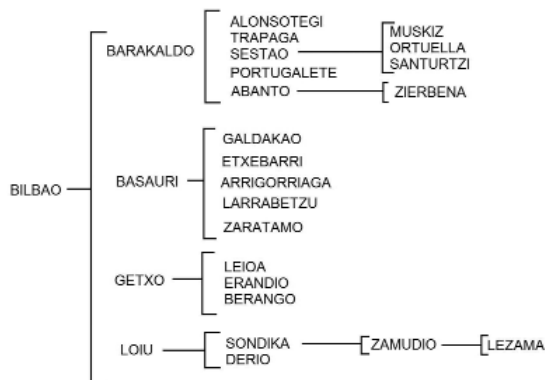 BILBAO
BARAKALDO
ALONSOTEGI
TRAPAGA
SESTAO
PORTUGALETE
ABANTO
MUSKIZ
ORTUELLA
SANTURTZI
ZIERBENA
BASAURI
GALDAKAO
ETXEBARRI
ARRIGORRIAGA
LARRABETZU
ZARATAMO
GETXO
LEIOA
ERANDIO
BERANGO
LOIU
SONDIKA
DERIO
ZAMUDIO
LEZAMA